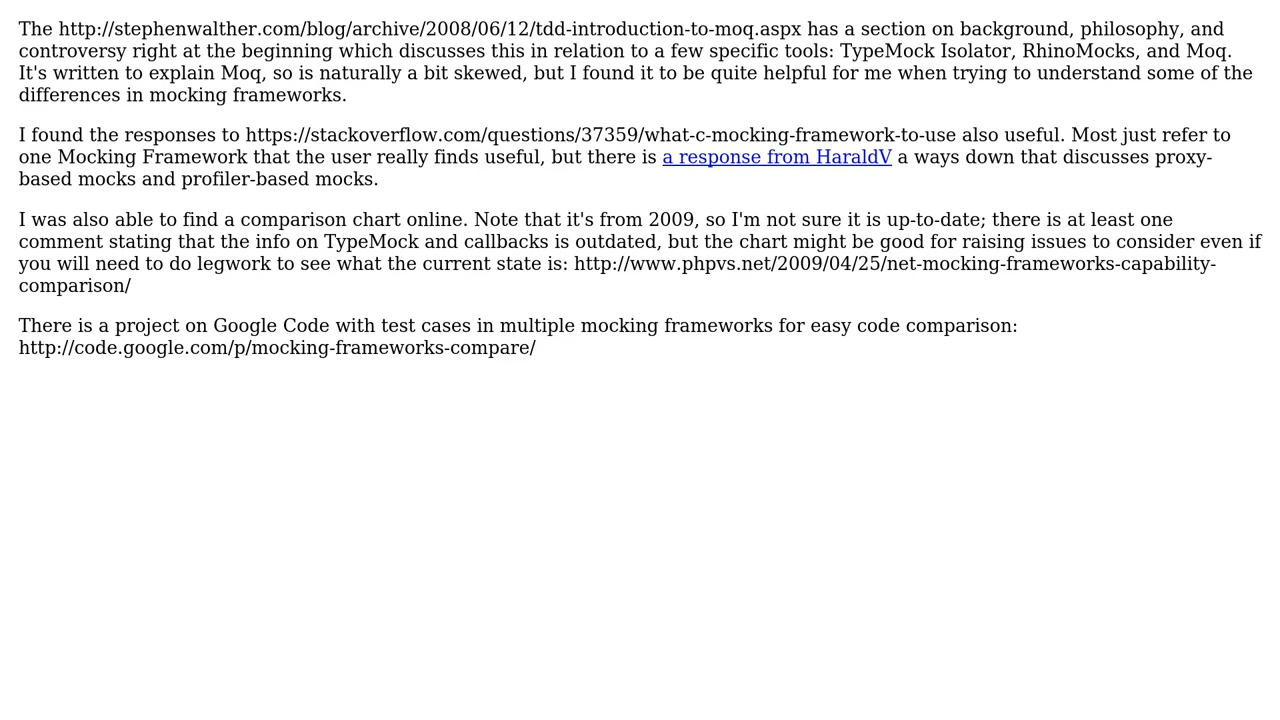 The http://stephenwalther.com/blog/archive/2008/06/12/tdd-introduction-to-moq.aspx has a section on background, philosophy, and
controversy right at the beginning which discusses this in relation to a few specific tools: TypeMock Isolator, RhinoMocks, and Moq.
It's written to explain Moq, so is naturally a bit skewed, but I found it to be quite helpful for me when trying to understand some of the
differences in mocking frameworks.
I found the responses to https://stackoverflow.com/questions/37359/what-c-mocking-framework-to-use also useful. Most just refer to
one Mocking Framework that the user really finds useful, but there is a response from HaraldV a ways down that discusses proxy-
based mocks and profiler-based mocks.
I was also able to find a comparison chart online. Note that it's from 2009, so I'm not sure it is up-to-date; there is at least one
comment stating that the info on TypeMock and callbacks is outdated, but the chart might be good for raising issues to consider even if
you will need to do legwork to see what the current state is: http://www.phpvs.net/2009/04/25/net-mocking-frameworks-capability-
comparison/
There is a project on Google Code with test cases in multiple mocking frameworks for easy code comparison:
http://code.google.com/p/mocking-frameworks-compare/